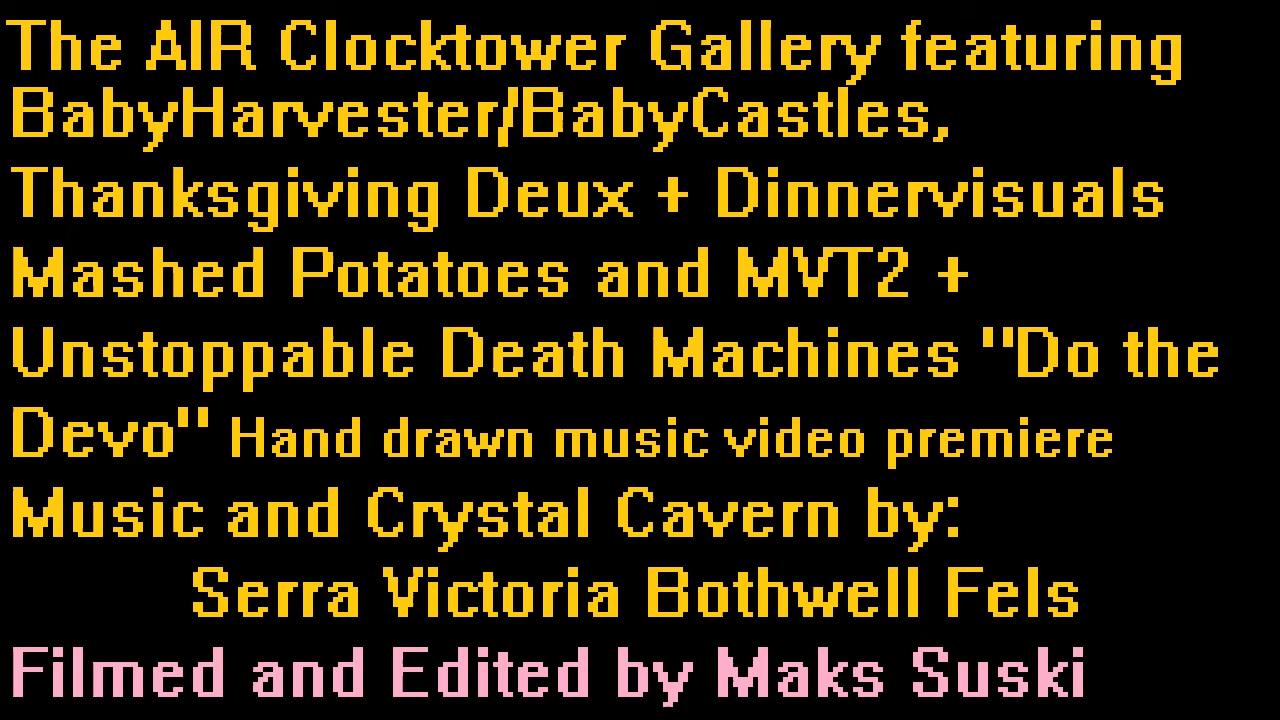 The AIR Clocktower Gallery featuring
BabyHarvester/BabyCastles,
Thanksgiving Deux + Dinnervisuals
Mashed Potatoes and MVT2 +
Unstoppable Death Machines "Do the
Devo" Hand drawn music video premiere
Music and Crystal Cavern by:
Serra Victoria Bothwell Fels
Filmed and Edited by Maks Suski